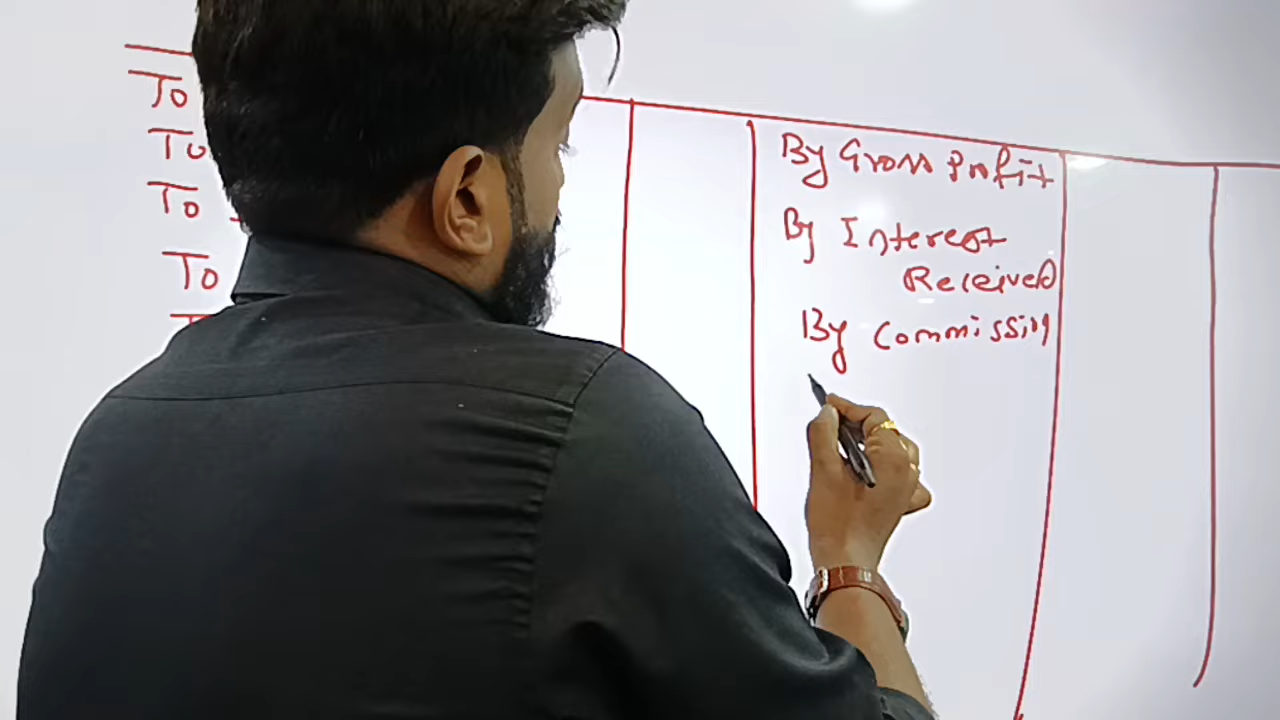 To
To
To
To
By Gross Profit
By Interest
Received
By Commission